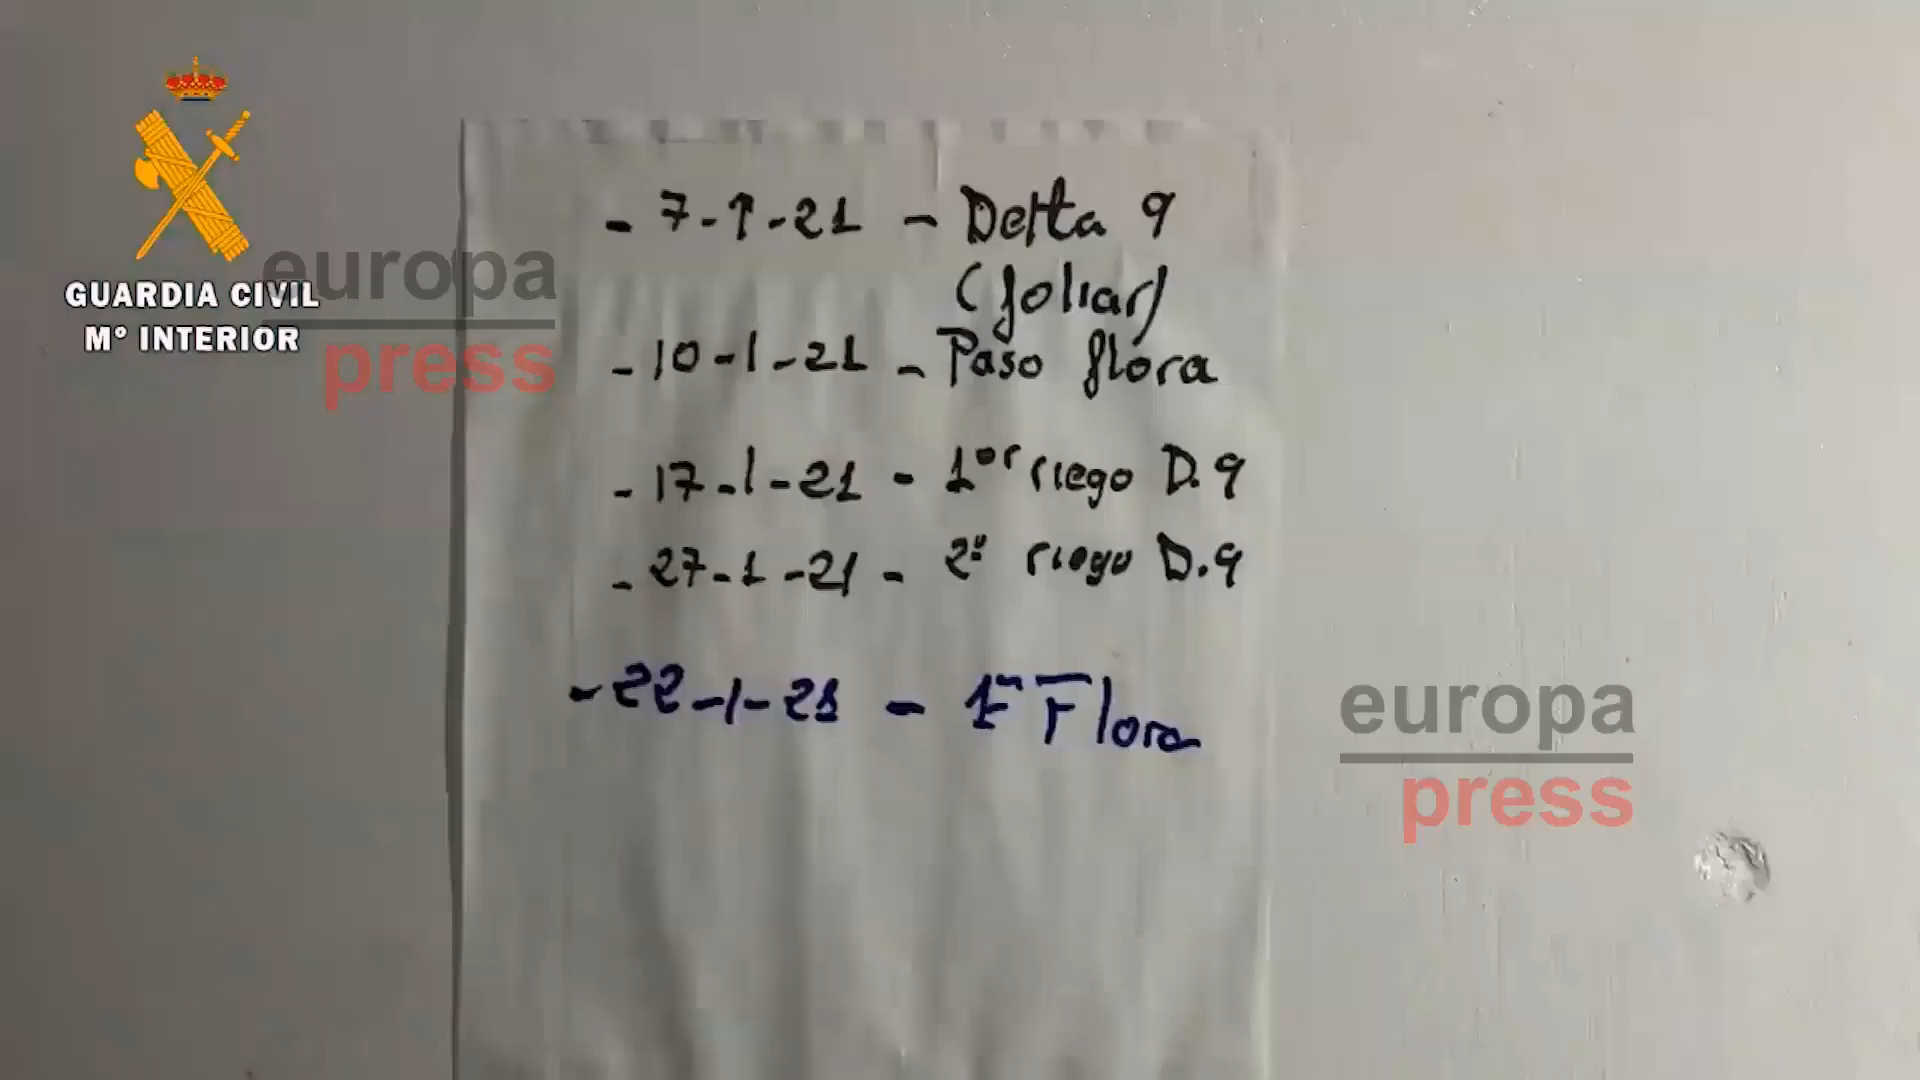 GUARDIA CIVIL
Mº INTERIOR
europa
press
- 7-1-21 - Delta 9
(foliar)
- 10-1-21 - Paso flora
- 17-1-21 - 1er riego D.9
- 27-1-21 - 2º riego D.9
- 22-1-21 - 1ª Flora
europa
press